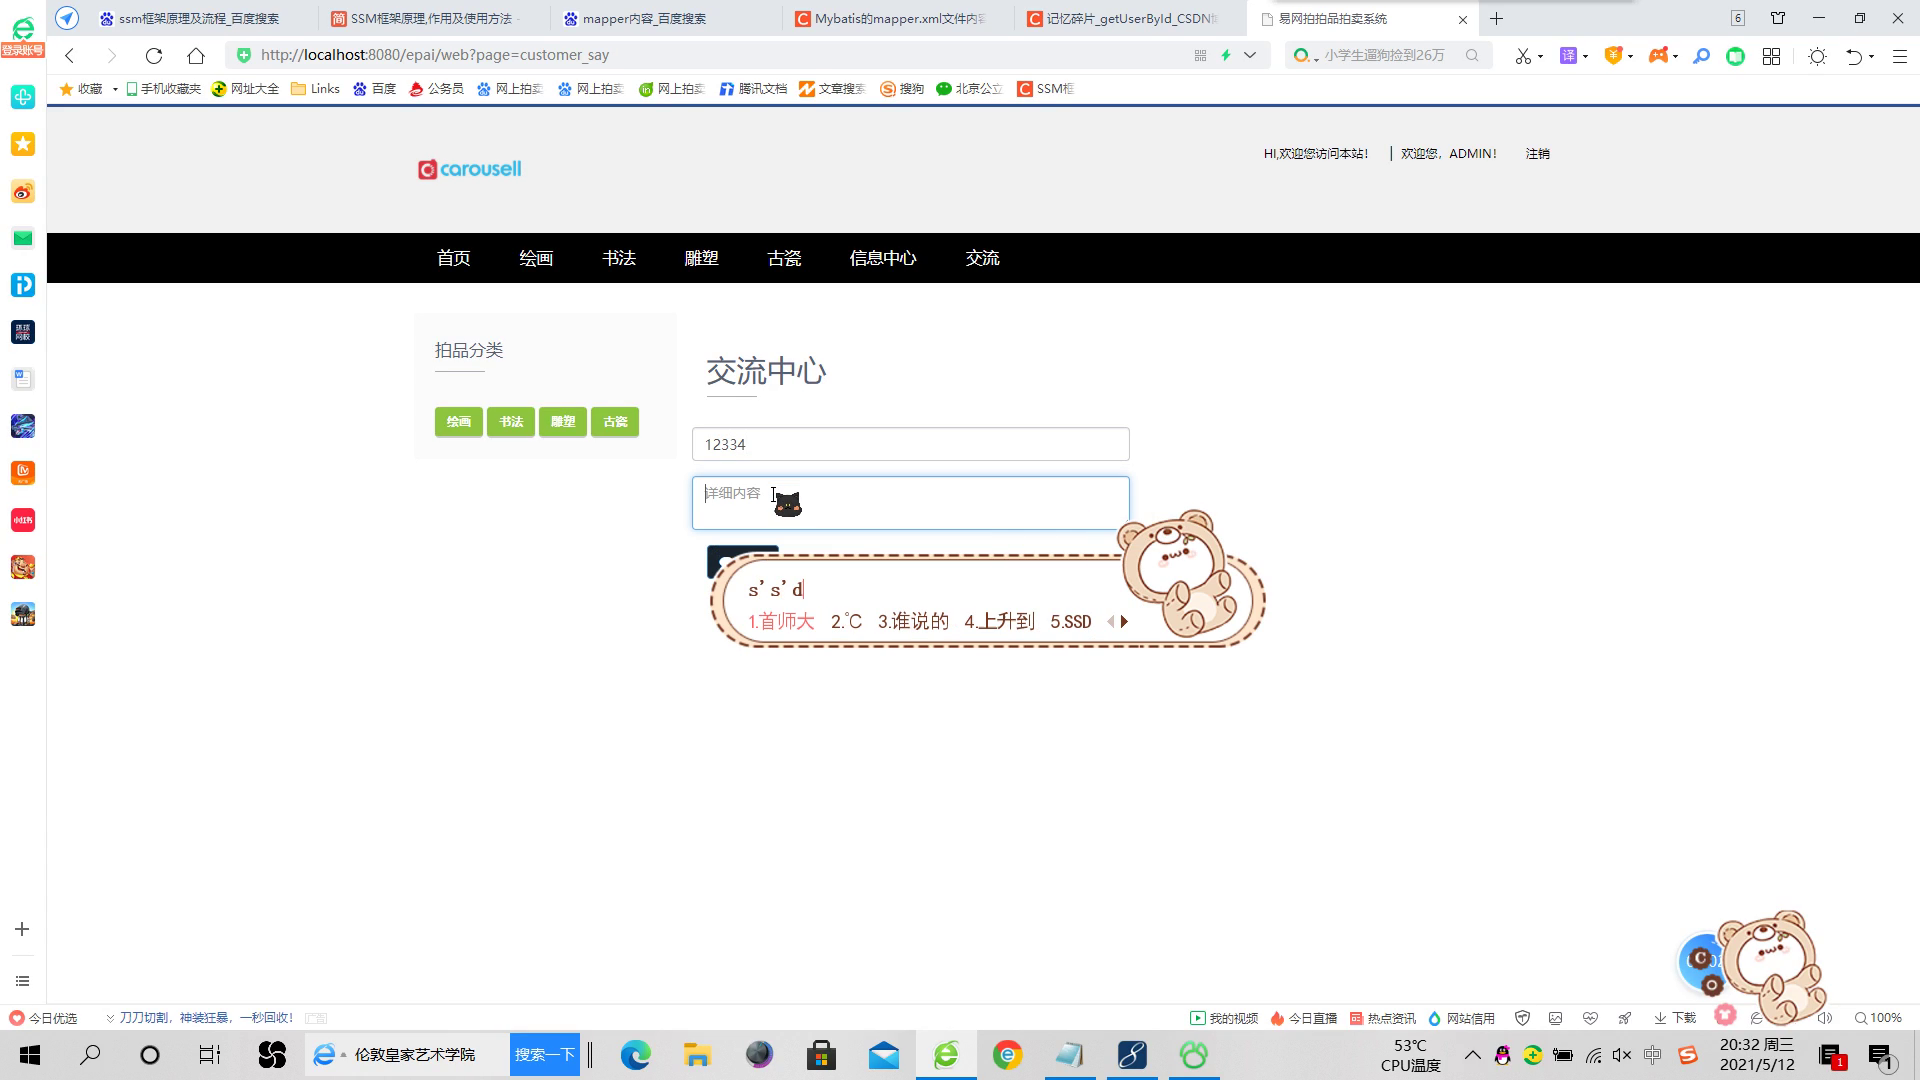 ssm框架原理及流程_百度搜索
SSM框架原理,作用及使用方法 -
mapper内容_百度搜索
Mybatis的mapper.xml文件内容
记忆碎片_getUserById_CSDN博
易网拍拍品拍卖系统
6
登录账号
http://localhost:8080/epai/web?page=customer_say
小学生遛狗捡到26万
译
收藏
手机收藏夹
网址大全
Links
百度
公务员
网上拍卖
网上拍卖
网上拍卖
腾讯文档
文章搜索
搜狗
北京公立
SSM框
carousell
HI,欢迎您访问本站!
欢迎您，ADMIN!
注销
首页
绘画
书法
雕塑
古瓷
信息中心
交流
环球
网校
小红书
拍品分类
绘画
书法
雕塑
古瓷
交流中心
12334
详细内容
s's'd
1.首师大 2.℃ 3.谁说的 4.上升到 5.SSD
今日优选
刀刀切割，神装狂暴，一秒回收!
广告
我的视频
今日直播
热点资讯
网站信用
下载
100%
伦敦皇家艺术学院
搜索一下
53℃
CPU温度
中
20:32 周三
2021/5/12
1
1